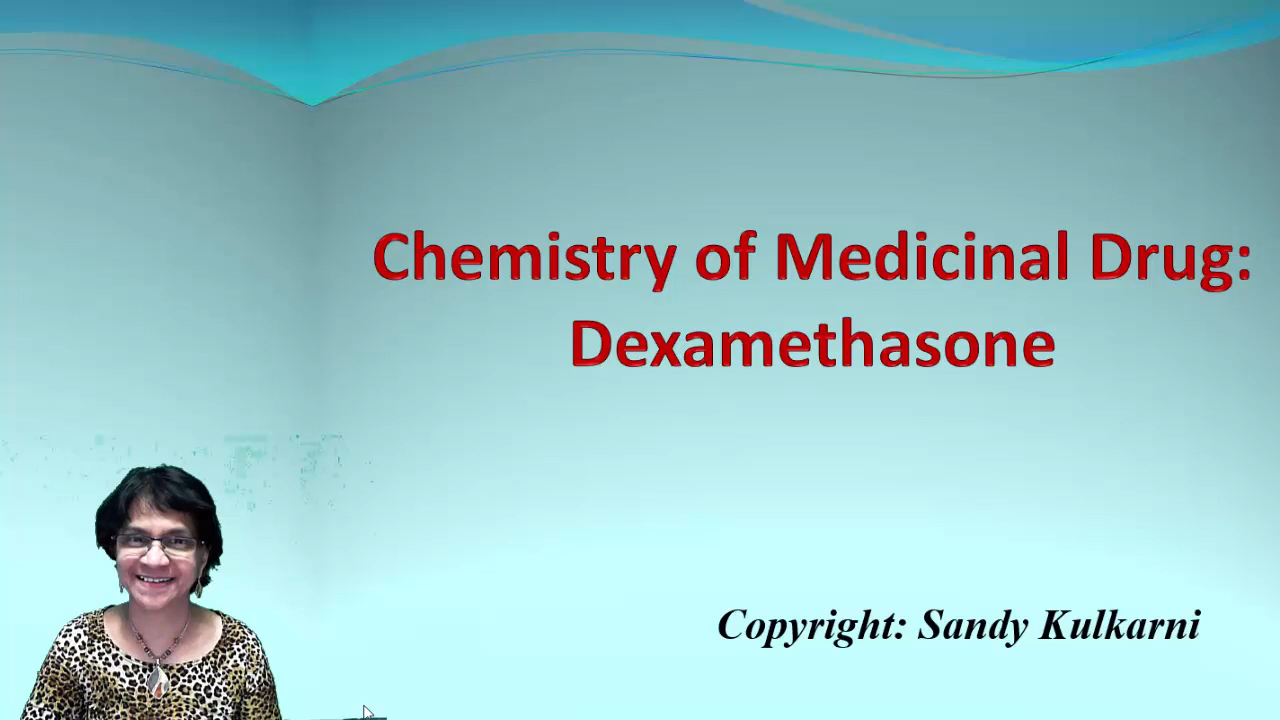 Chemistry of Medicinal Drug:
Dexamethasone
Copyright: Sandy Kulkarni